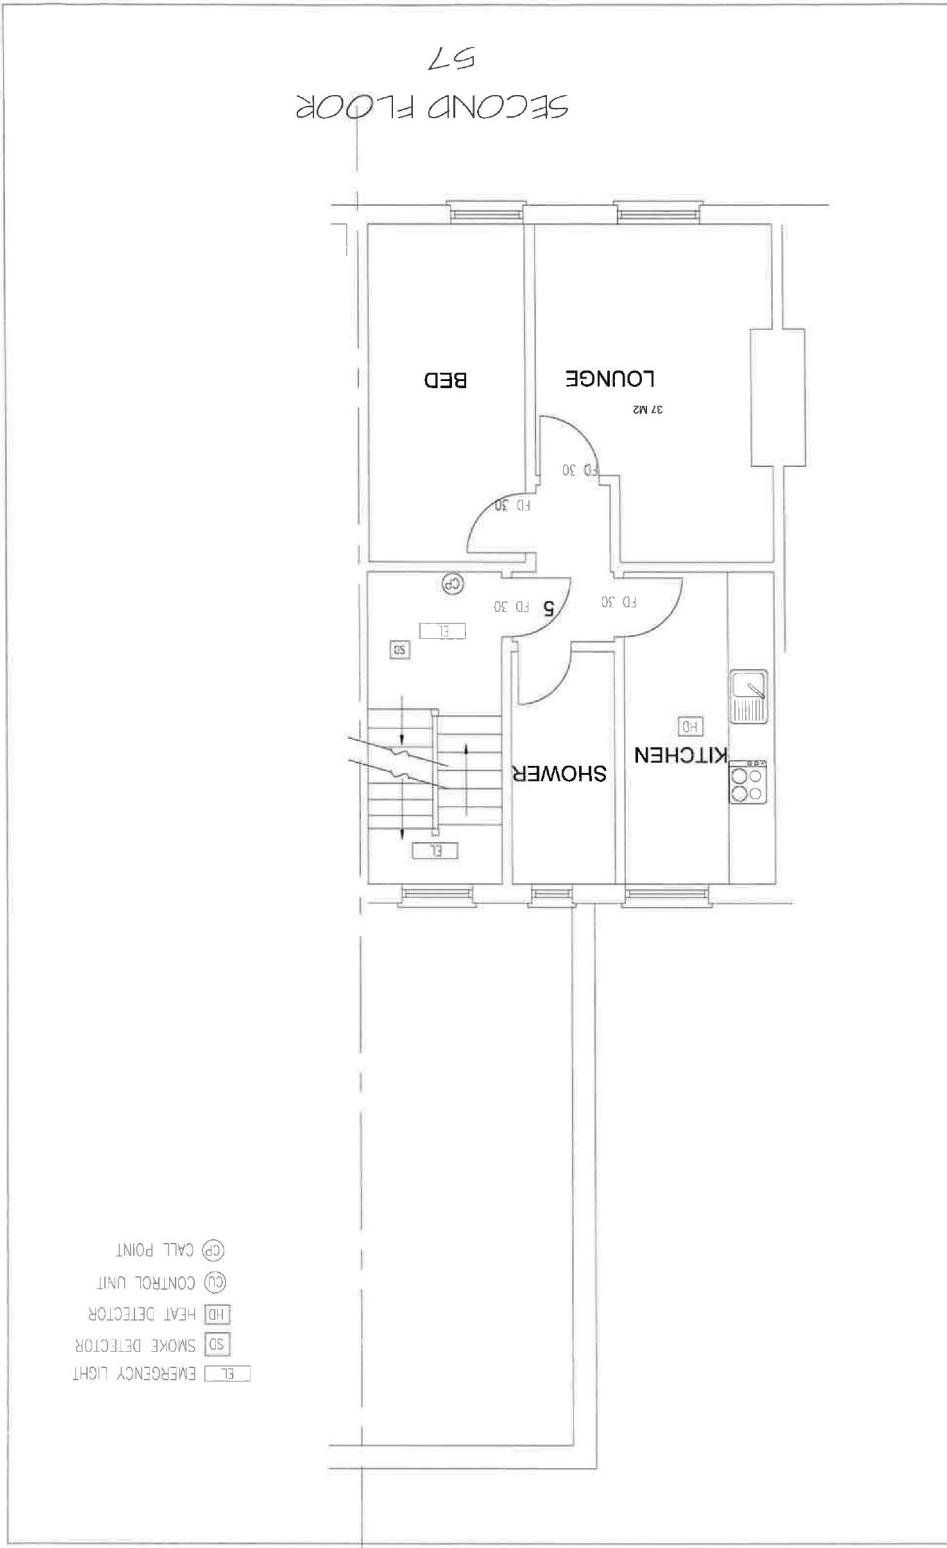 EL EMERGENCY LIGHT
SD SMOKE DETECTOR
HD HEAT DETECTOR
CU CONTROL UNIT
CP CALL POINT
EL
SHOWER
KITCHEN
HD
SD
EL
FD 30
5
FD 30
CP
FD 30
FD 30
37 M2
LOUNGE
BED
SECOND FLOOR
57